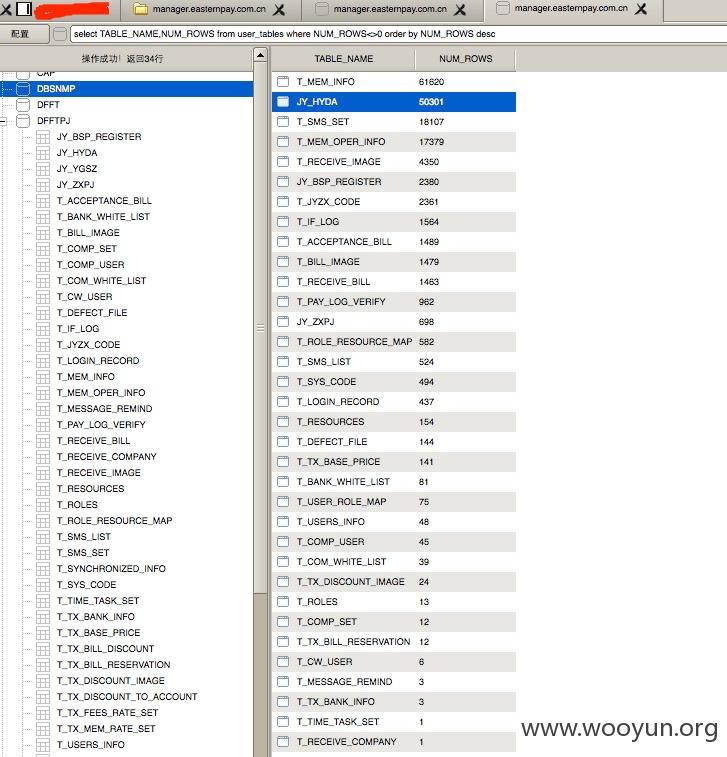 manager.easternpay.com.cn
manager.easternpay.com.cn
manager.easternpay.com.cn
配置
select TABLE_NAME,NUM_ROWS from user_tables where NUM_ROWS<>0 order by NUM_ROWS desc
操作成功！返回34行
CAP
DBSNMP
DFFT
DFFTPJ
JY_BSP_REGISTER
JY_HYDA
JY_YGSZ
JY_ZXPJ
T_ACCEPTANCE_BILL
T_BANK_WHITE_LIST
T_BILL_IMAGE
T_COMP_SET
T_COMP_USER
T_COM_WHITE_LIST
T_CW_USER
T_DEFECT_FILE
T_IF_LOG
T_JYZX_CODE
T_LOGIN_RECORD
T_MEM_INFO
T_MEM_OPER_INFO
T_MESSAGE_REMIND
T_PAY_LOG_VERIFY
T_RECEIVE_BILL
T_RECEIVE_COMPANY
T_RECEIVE_IMAGE
T_RESOURCES
T_ROLES
T_ROLE_RESOURCE_MAP
T_SMS_LIST
T_SMS_SET
T_SYNCHRONIZED_INFO
T_SYS_CODE
T_TIME_TASK_SET
T_TX_BANK_INFO
T_TX_BASE_PRICE
T_TX_BILL_DISCOUNT
T_TX_BILL_RESERVATION
T_TX_DISCOUNT_IMAGE
T_TX_DISCOUNT_TO_ACCOUNT
T_TX_FEES_RATE_SET
T_TX_MEM_RATE_SET
T_USERS_INFO
TABLE_NAME NUM_ROWS
T_MEM_INFO 61620
JY_HYDA 50301
T_SMS_SET 18107
T_MEM_OPER_INFO 17379
T_RECEIVE_IMAGE 4350
JY_BSP_REGISTER 2380
T_JYZX_CODE 2361
T_IF_LOG 1564
T_ACCEPTANCE_BILL 1489
T_BILL_IMAGE 1479
T_RECEIVE_BILL 1463
T_PAY_LOG_VERIFY 962
JY_ZXPJ 698
T_ROLE_RESOURCE_MAP 582
T_SMS_LIST 524
T_SYS_CODE 494
T_LOGIN_RECORD 437
T_RESOURCES 154
T_DEFECT_FILE 144
T_TX_BASE_PRICE 141
T_BANK_WHITE_LIST 81
T_USER_ROLE_MAP 75
T_USERS_INFO 48
T_COMP_USER 45
T_COM_WHITE_LIST 39
T_TX_DISCOUNT_IMAGE 24
T_ROLES 13
T_COMP_SET 12
T_TX_BILL_RESERVATION 12
T_CW_USER 6
T_MESSAGE_REMIND 3
T_TX_BANK_INFO 3
T_TIME_TASK_SET 1
T_RECEIVE_COMPANY 1
www.wooyun.org